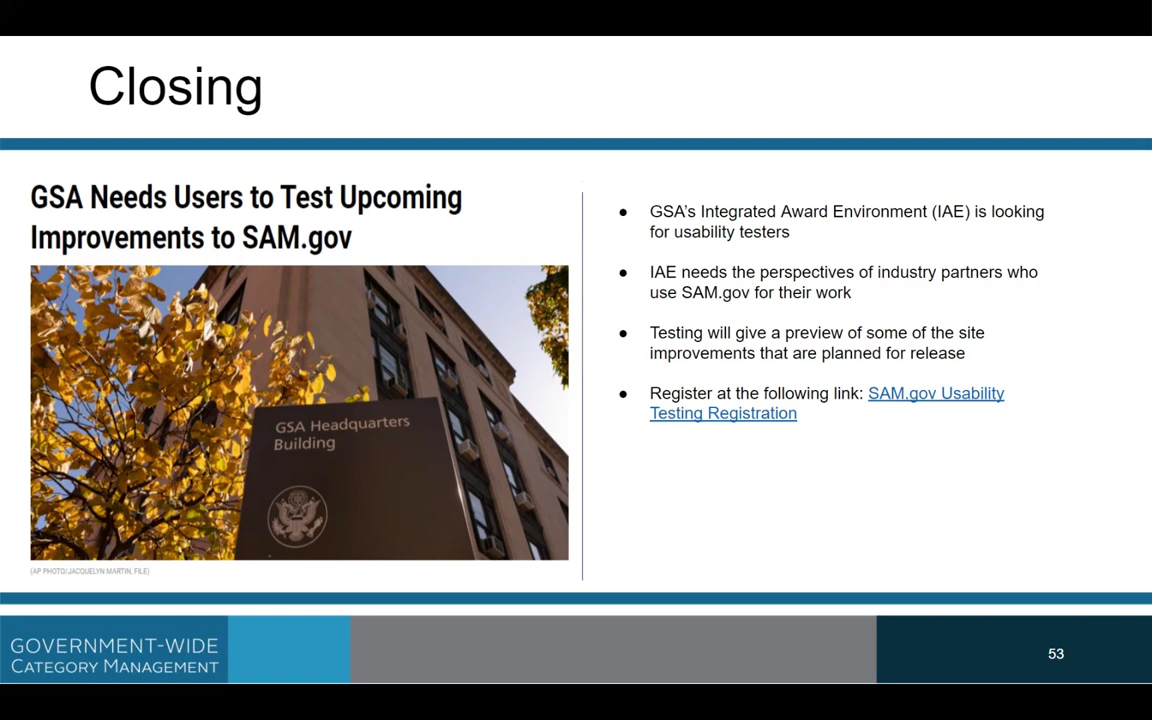 Closing
GSA Needs Users to Test Upcoming
Improvements to SAM.gov
GSA Headquarters
Building
(AP PHOTO/JACQUELYN MARTIN, FILE)
● GSA’s Integrated Award Environment (IAE) is looking
for usability testers
● IAE needs the perspectives of industry partners who
use SAM.gov for their work
● Testing will give a preview of some of the site
improvements that are planned for release
● Register at the following link: SAM.gov Usability
Testing Registration
GOVERNMENT-WIDE
CATEGORY MANAGEMENT
53